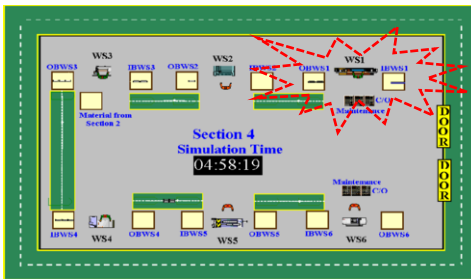 WS3
WS2
WS1
OBWS3
IBWS3
OBWS2
IBWS2
OBWS1
IBWS1
C/O
Maintenance
Material from
Section 2
DOOR
Section 4
Simulation Time
04:58:19
DOOR
Maintenance
C/O
IBWS4
WS4
OBWS4
IBWS5
WS5
OBWS5
IBWS6
WS6
OBWS6